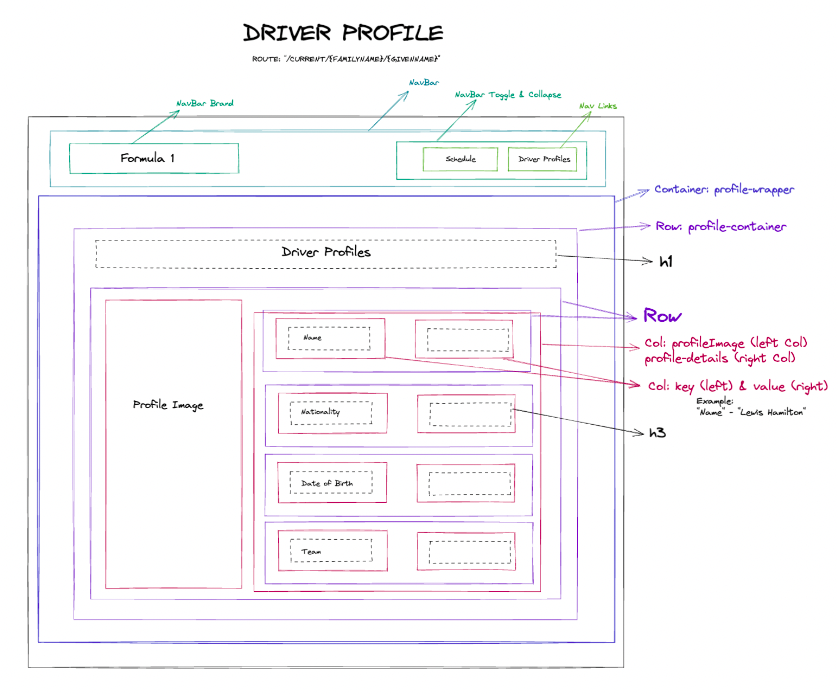 DRIVER PROFILE
ROUTE: "/CURRENT/{FAMILYNAME}/{GIVENNAME}"
NavBar
NavBar Brand
NavBar Toggle & Collapse
Nav Links
Formula 1
Schedule
Driver Profiles
Container: profile-wrapper
Row: profile-container
Driver Profiles
h1
Row
Name
Col: profileImage (left Col)
profile-details (right Col)
Col: key (left) & value (right)
Example:
"Name" - "Lewis Hamilton"
Profile Image
Nationality
h3
Date of Birth
Team